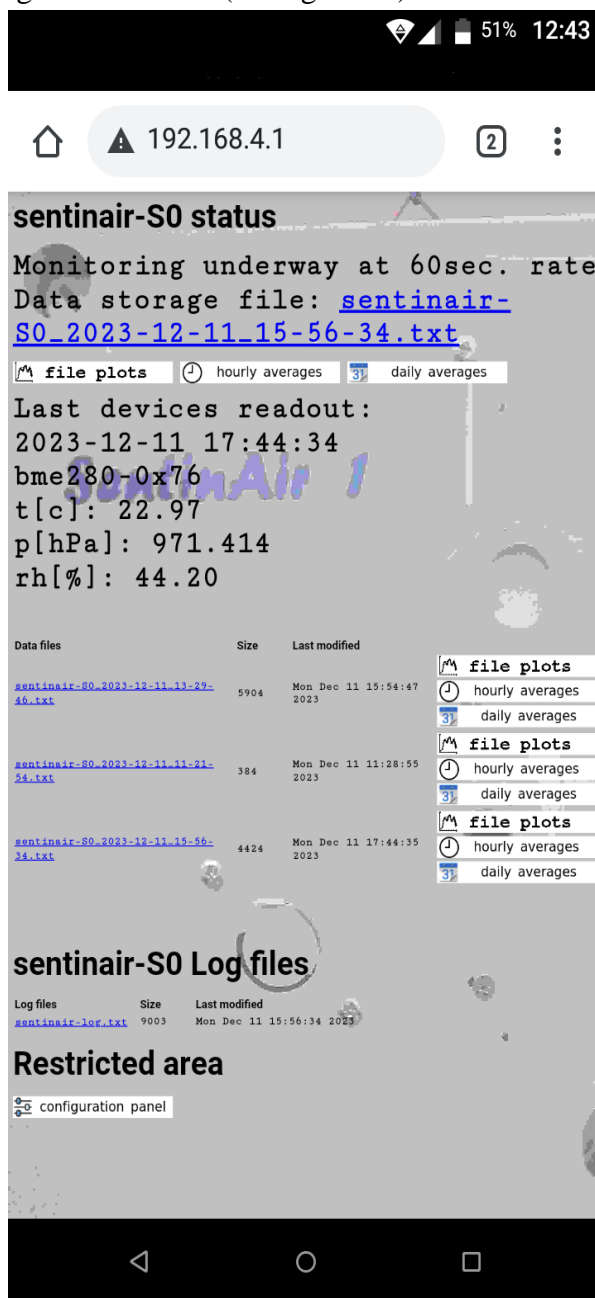 51% 12:43
192.168.4.1
2
sentinair-S0 status
Monitoring underway at 60sec. rate
Data storage file: sentinair-
S0_2023-12-11_15-56-34.txt
file plots hourly averages 31 daily averages
Last devices readout:
2023-12-11 17:44:34
bme280-0x76
SentinAir 1
t[c]: 22.97
p[hPa]: 971.414
rh[%]: 44.20
Data files Size Last modified
file plots
sentinair-S0_2023-12-11_13-29- 5904 Mon Dec 11 15:54:47 hourly averages
46.txt 2023
31 daily averages
file plots
sentinair-S0_2023-12-11_11-21- 384 Mon Dec 11 11:28:55 hourly averages
54.txt 2023
31 daily averages
file plots
sentinair-S0_2023-12-11_15-56- 4424 Mon Dec 11 17:44:35 hourly averages
34.txt 2023
31 daily averages
sentinair-S0 Log files
Log files Size Last modified
sentinair-log.txt 9003 Mon Dec 11 15:56:34 2023
Restricted area
configuration panel